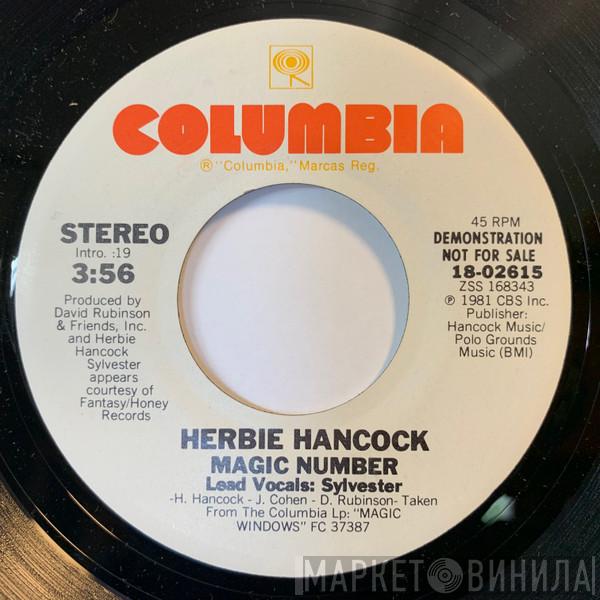 COLUMBIA
® "Columbia," Marcas Reg.
STEREO
Intro. :19
3:56
Produced by
David Rubinson
& Friends, Inc.
and Herbie
Hancock
Sylvester
appears
courtesy of
Fantasy/Honey
Records
45 RPM
DEMONSTRATION
NOT FOR SALE
18-02615
ZSS 168343
℗ 1981 CBS Inc.
Publisher:
Hancock Music/
Polo Grounds
Music (BMI)
HERBIE HANCOCK
MAGIC NUMBER
Lead Vocals: Sylvester
-H. Hancock - J. Cohen - D. Rubinson- Taken
From The Columbia Lp: "MAGIC
WINDOWS" FC 37387
МАРКЕТ ВИНИЛА